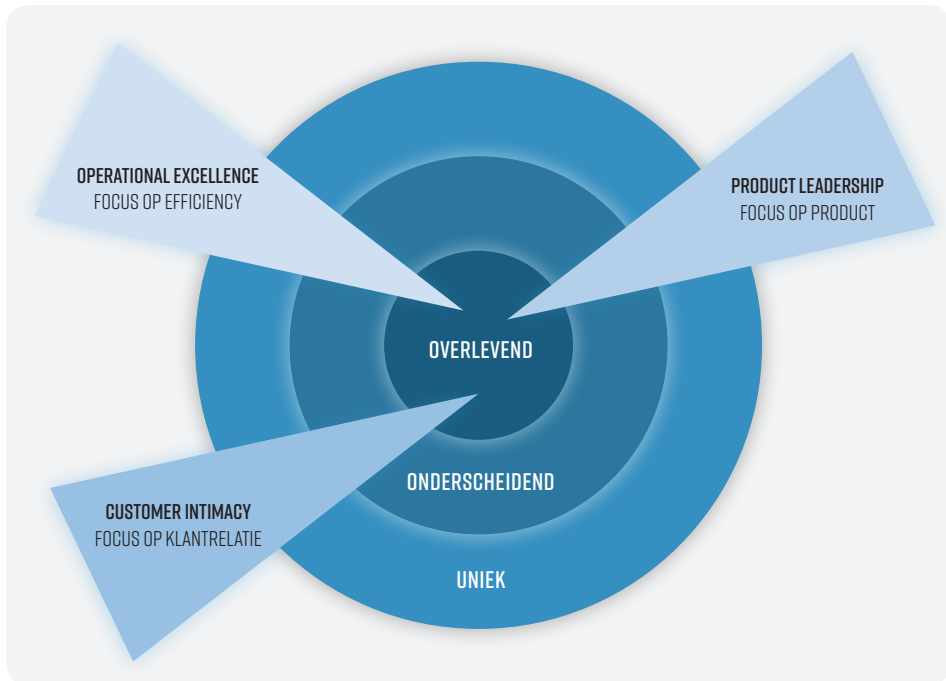 OPERATIONAL EXCELLENCE
FOCUS OP EFFICIENCY
PRODUCT LEADERSHIP
FOCUS OP PRODUCT
OVERLEVEND
ONDERSCHEIDEND
CUSTOMER INTIMACY
FOCUS OP KLANTRELATIE
UNIEK